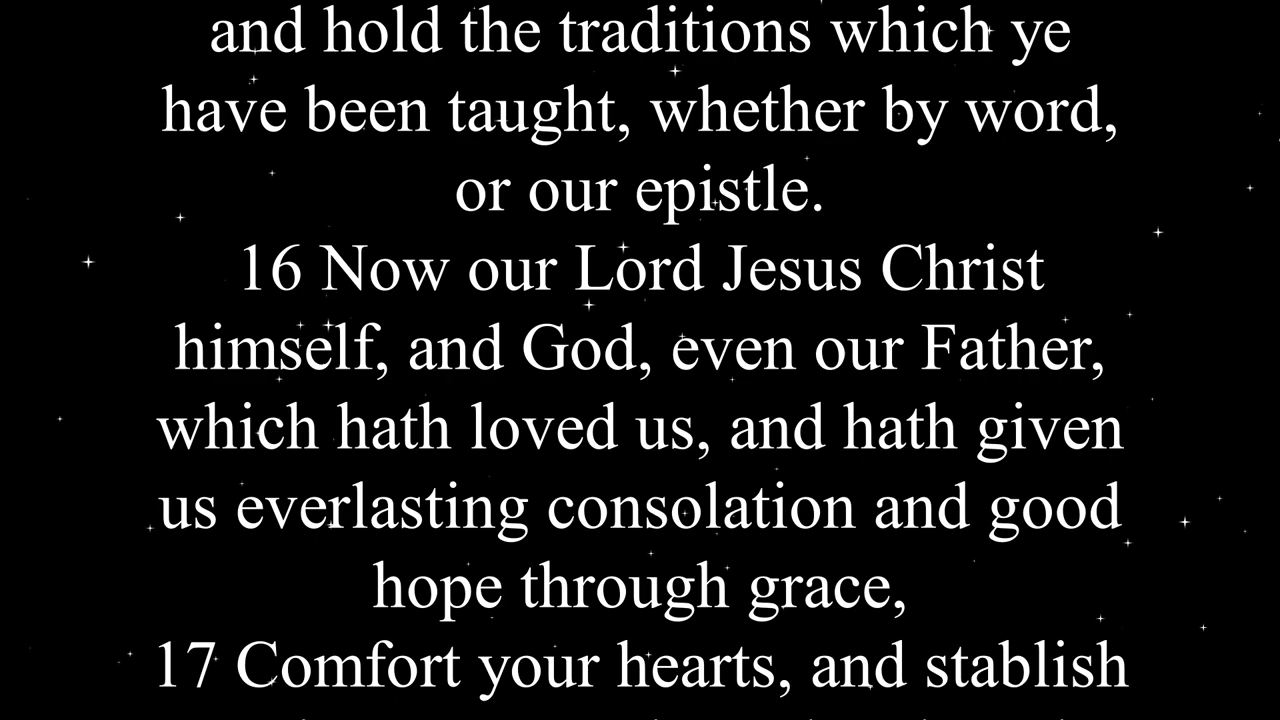 and hold the traditions which ye
have been taught, whether by word,
or our epistle.
16 Now our Lord Jesus Christ
himself, and God, even our Father,
which hath loved us, and hath given
us everlasting consolation and good
hope through grace,
17 Comfort your hearts, and stablish